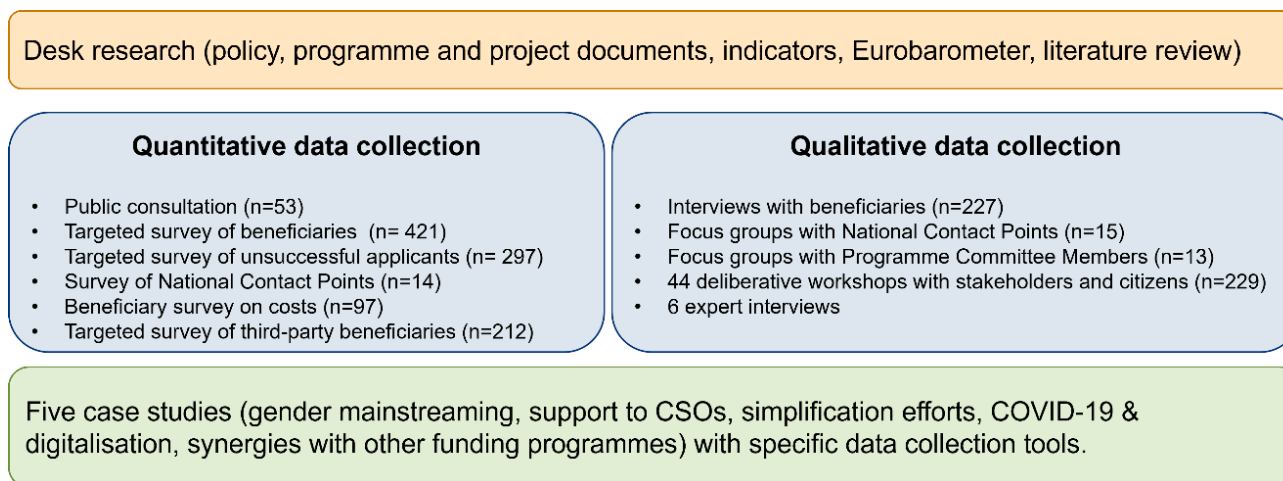 Desk research (policy, programme and project documents, indicators, Eurobarometer, literature review)
Quantitative data collection
• Public consultation (n=53)
• Targeted survey of beneficiaries (n= 421)
• Targeted survey of unsuccessful applicants (n= 297)
• Survey of National Contact Points (n=14)
• Beneficiary survey on costs (n=97)
• Targeted survey of third-party beneficiaries (n=212)
Qualitative data collection
• Interviews with beneficiaries (n=227)
• Focus groups with National Contact Points (n=15)
• Focus groups with Programme Committee Members (n=13)
• 44 deliberative workshops with stakeholders and citizens (n=229)
• 6 expert interviews
Five case studies (gender mainstreaming, support to CSOs, simplification efforts, COVID-19 &
digitalisation, synergies with other funding programmes) with specific data collection tools.